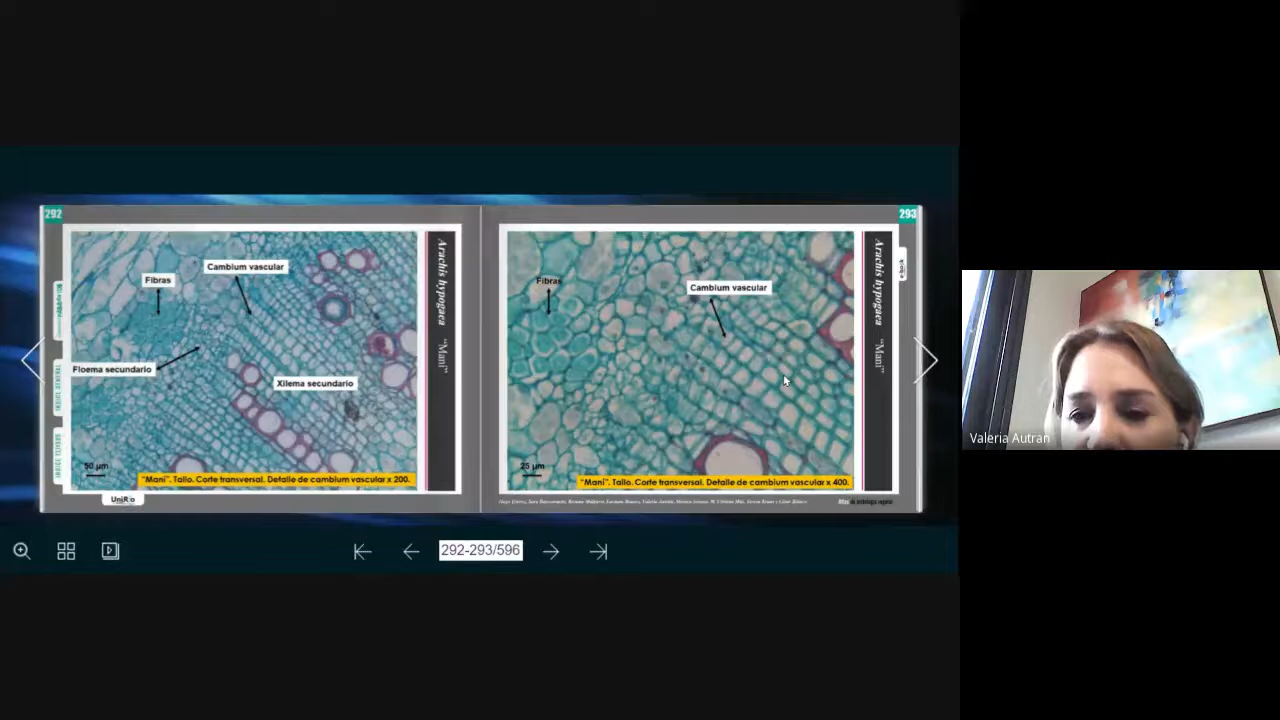 292
Arachis hypogaea "Maní"
Cambium vascular
Fibras
Floema secundario
Xilema secundario
50 µm
"Maní". Tallo. Corte transversal. Detalle de cambium vascular x 200.
UniRío
293
Arachis hypogaea "Maní"
e-book
Fibras
Cambium vascular
25 µm
"Maní". Tallo. Corte transversal. Detalle de cambium vascular x 400.
292-293/596
Valeria Autran